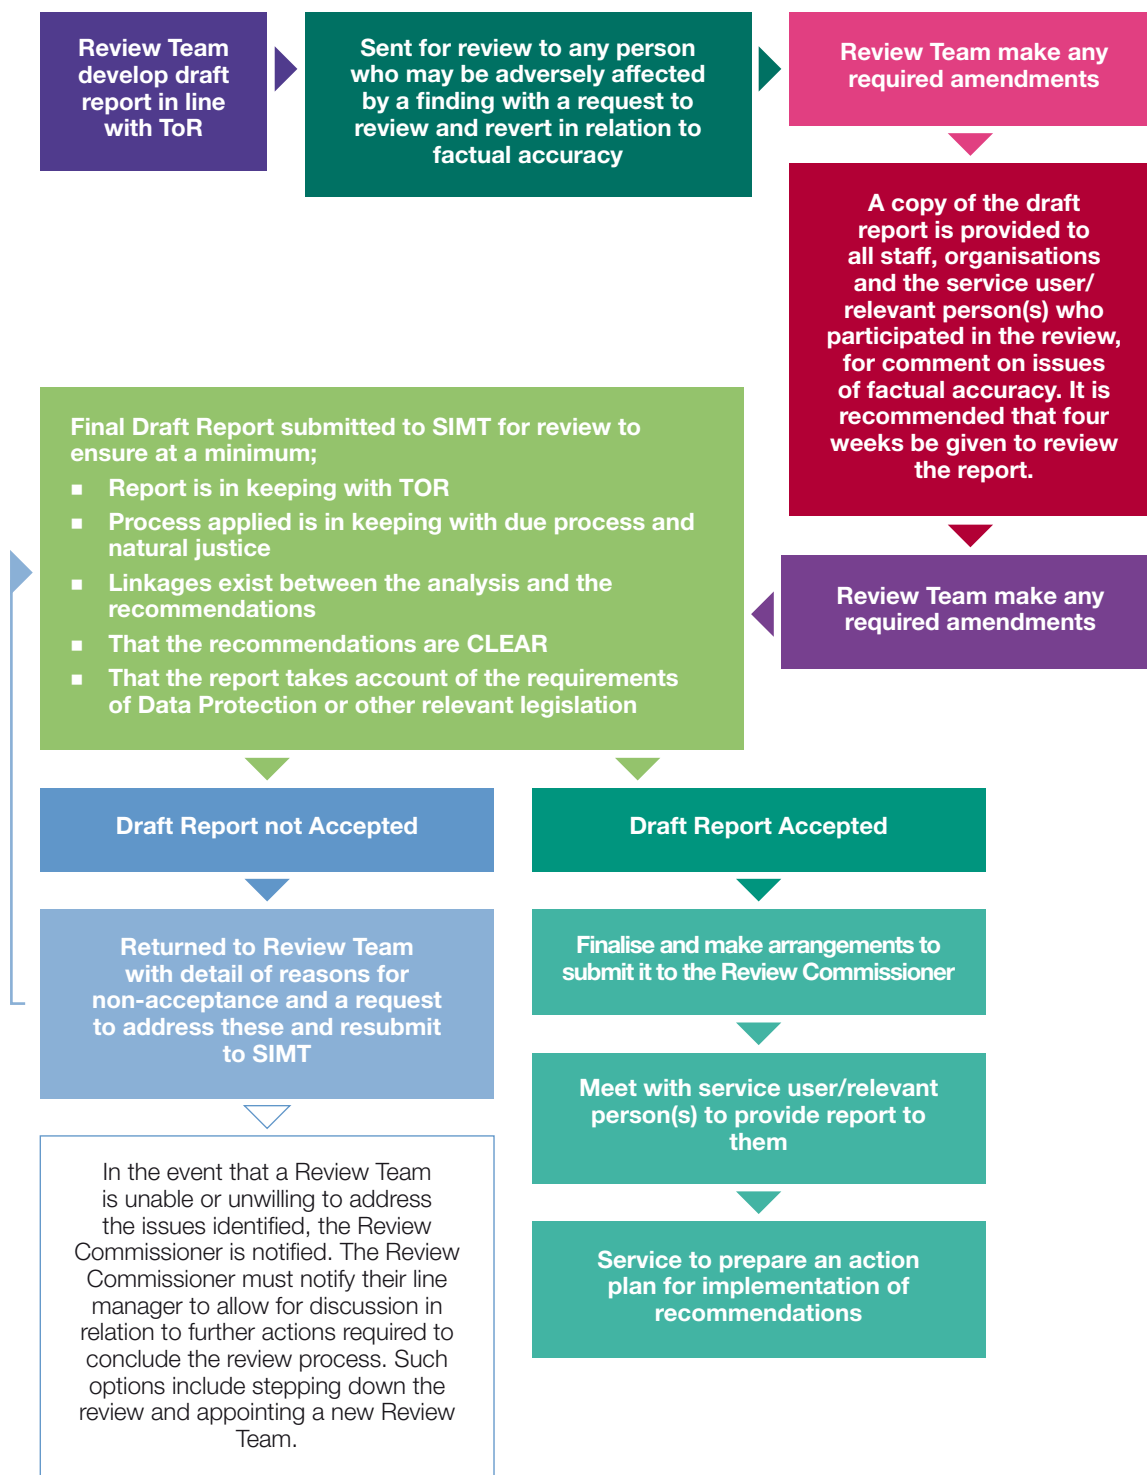 Review Team
develop draft
report in line
with ToR
Sent for review to any person
who may be adversely affected
by a finding with a request to
review and revert in relation to
factual accuracy
Review Team make any
required amendments
A copy of the draft
report is provided to
all staff, organisations
and the service user/
relevant person(s) who
participated in the review,
for comment on issues
of factual accuracy. It is
recommended that four
weeks be given to review
the report.
Review Team make any
required amendments
Final Draft Report submitted to SIMT for review to
ensure at a minimum;
■ Report is in keeping with TOR
■ Process applied is in keeping with due process and
natural justice
■ Linkages exist between the analysis and the
recommendations
■ That the recommendations are CLEAR
■ That the report takes account of the requirements
of Data Protection or other relevant legislation
Draft Report not Accepted
Returned to Review Team
with detail of reasons for
non-acceptance and a request
to address these and resubmit
to SIMT
In the event that a Review Team
is unable or unwilling to address
the issues identified, the Review
Commissioner is notified. The Review
Commissioner must notify their line
manager to allow for discussion in
relation to further actions required to
conclude the review process. Such
options include stepping down the
review and appointing a new Review
Team.
Draft Report Accepted
Finalise and make arrangements to
submit it to the Review Commissioner
Meet with service user/relevant
person(s) to provide report to
them
Service to prepare an action
plan for implementation of
recommendations